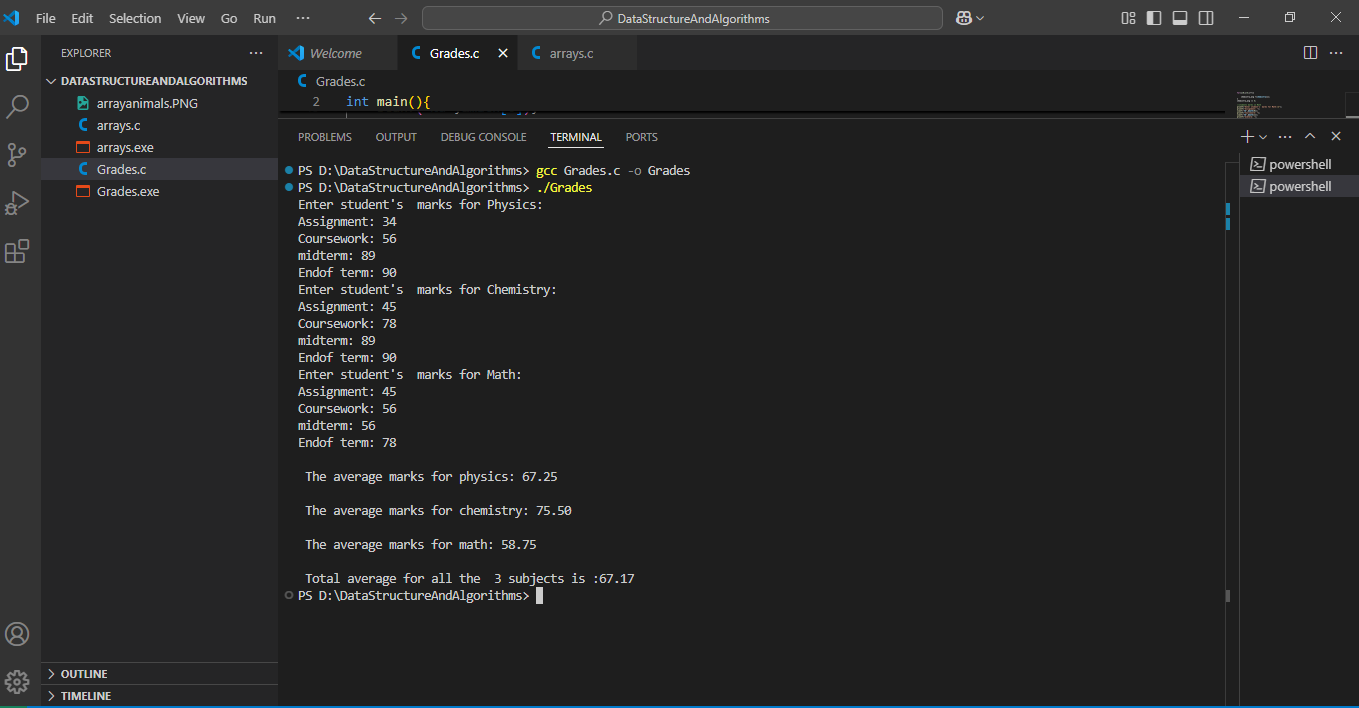 File Edit Selection View Go Run ··· DataStructureAndAlgorithms
EXPLORER ···
DATASTRUCTUREANDALGORITHMS
arrayanimals.PNG
arrays.c
arrays.exe
Grades.c
Grades.exe
OUTLINE
TIMELINE
Welcome Grades.c arrays.c
Grades.c
2 int main(){
PROBLEMS OUTPUT DEBUG CONSOLE TERMINAL PORTS
PS D:\DataStructureAndAlgorithms> gcc Grades.c -o Grades
PS D:\DataStructureAndAlgorithms> ./Grades
Enter student's  marks for Physics:
Assignment: 34
Coursework: 56
midterm: 89
Endof term: 90
Enter student's  marks for Chemistry:
Assignment: 45
Coursework: 78
midterm: 89
Endof term: 90
Enter student's  marks for Math:
Assignment: 45
Coursework: 56
midterm: 56
Endof term: 78
The average marks for physics: 67.25
The average marks for chemistry: 75.50
The average marks for math: 58.75
Total average for all the  3 subjects is :67.17
PS D:\DataStructureAndAlgorithms>
powershell
powershell